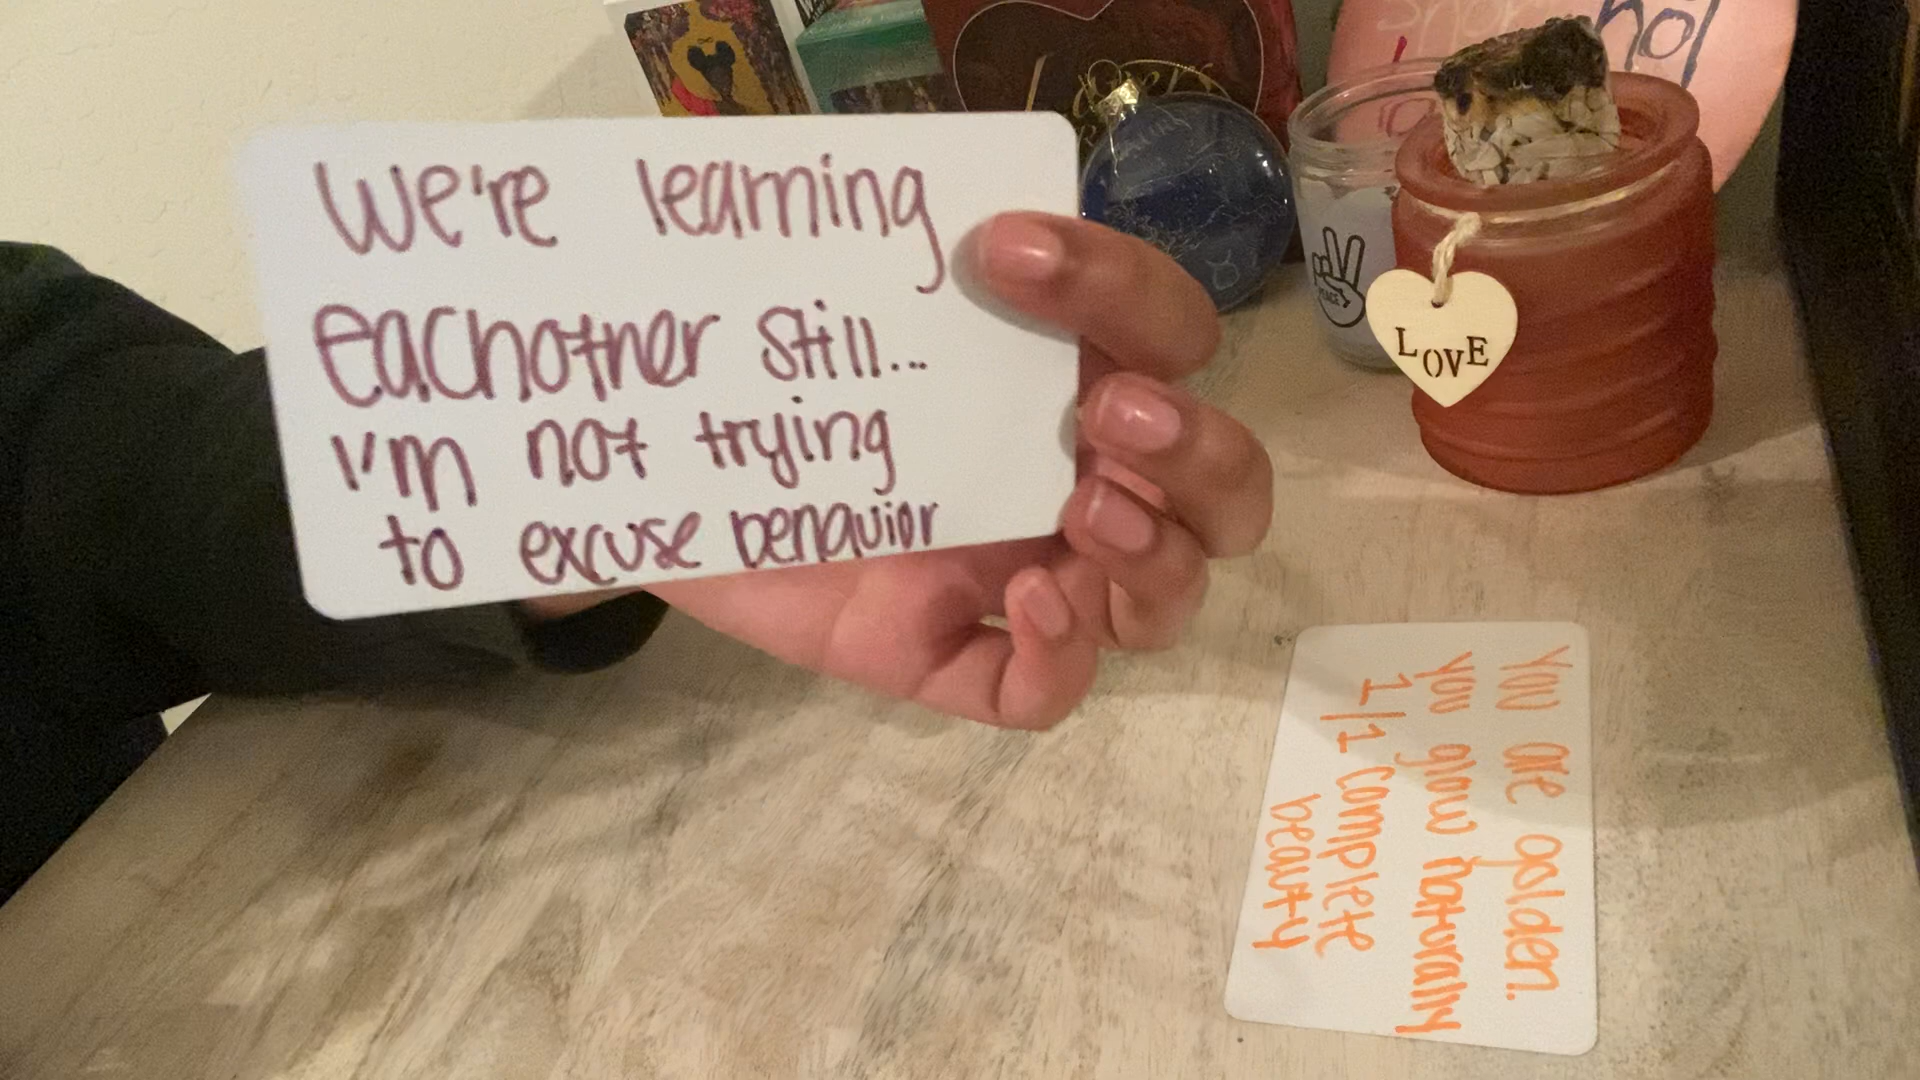 We're learning
eachother still...
I'm not trying
to excuse behavior
You are golden.
you glow naturally
1/1 complete
beauty
LOVE
PEACE